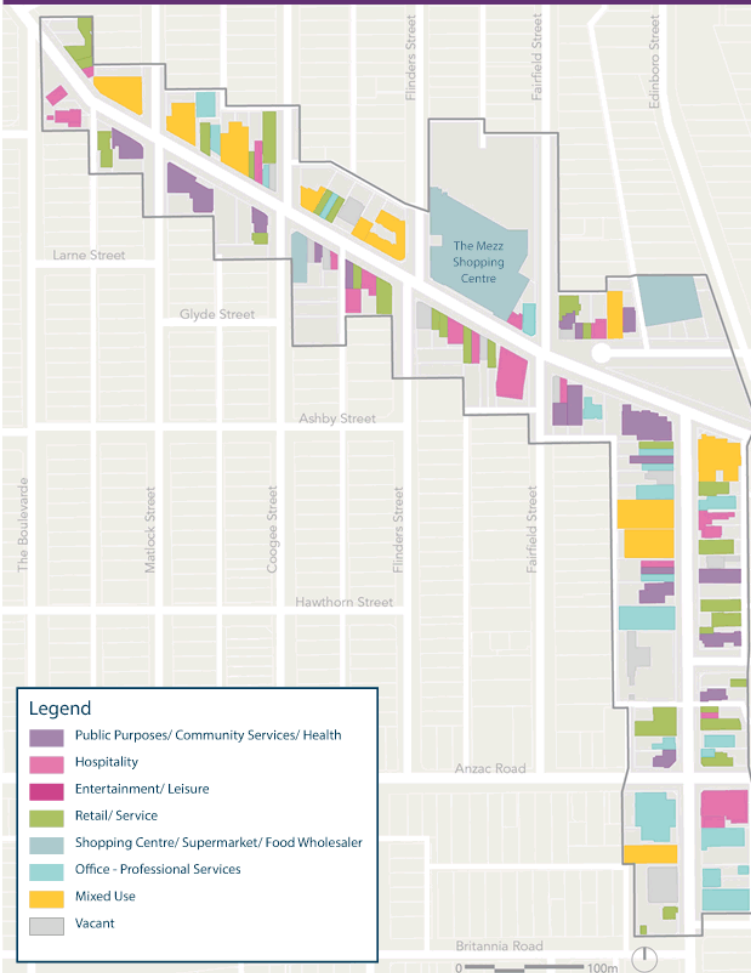 Flinders Street
Fairfield Street
Edinboro Street
The Mezz
Shopping
Centre
Larne Street
Glyde Street
Ashby Street
The Boulevarde
Matlock Street
Coogee Street
Flinders Street
Fairfield Street
Hawthorn Street
Legend
Public Purposes/ Community Services/ Health
Hospitality
Entertainment/ Leisure
Retail/ Service
Shopping Centre/ Supermarket/ Food Wholesaler
Office - Professional Services
Mixed Use
Vacant
Anzac Road
Britannia Road
0 100m